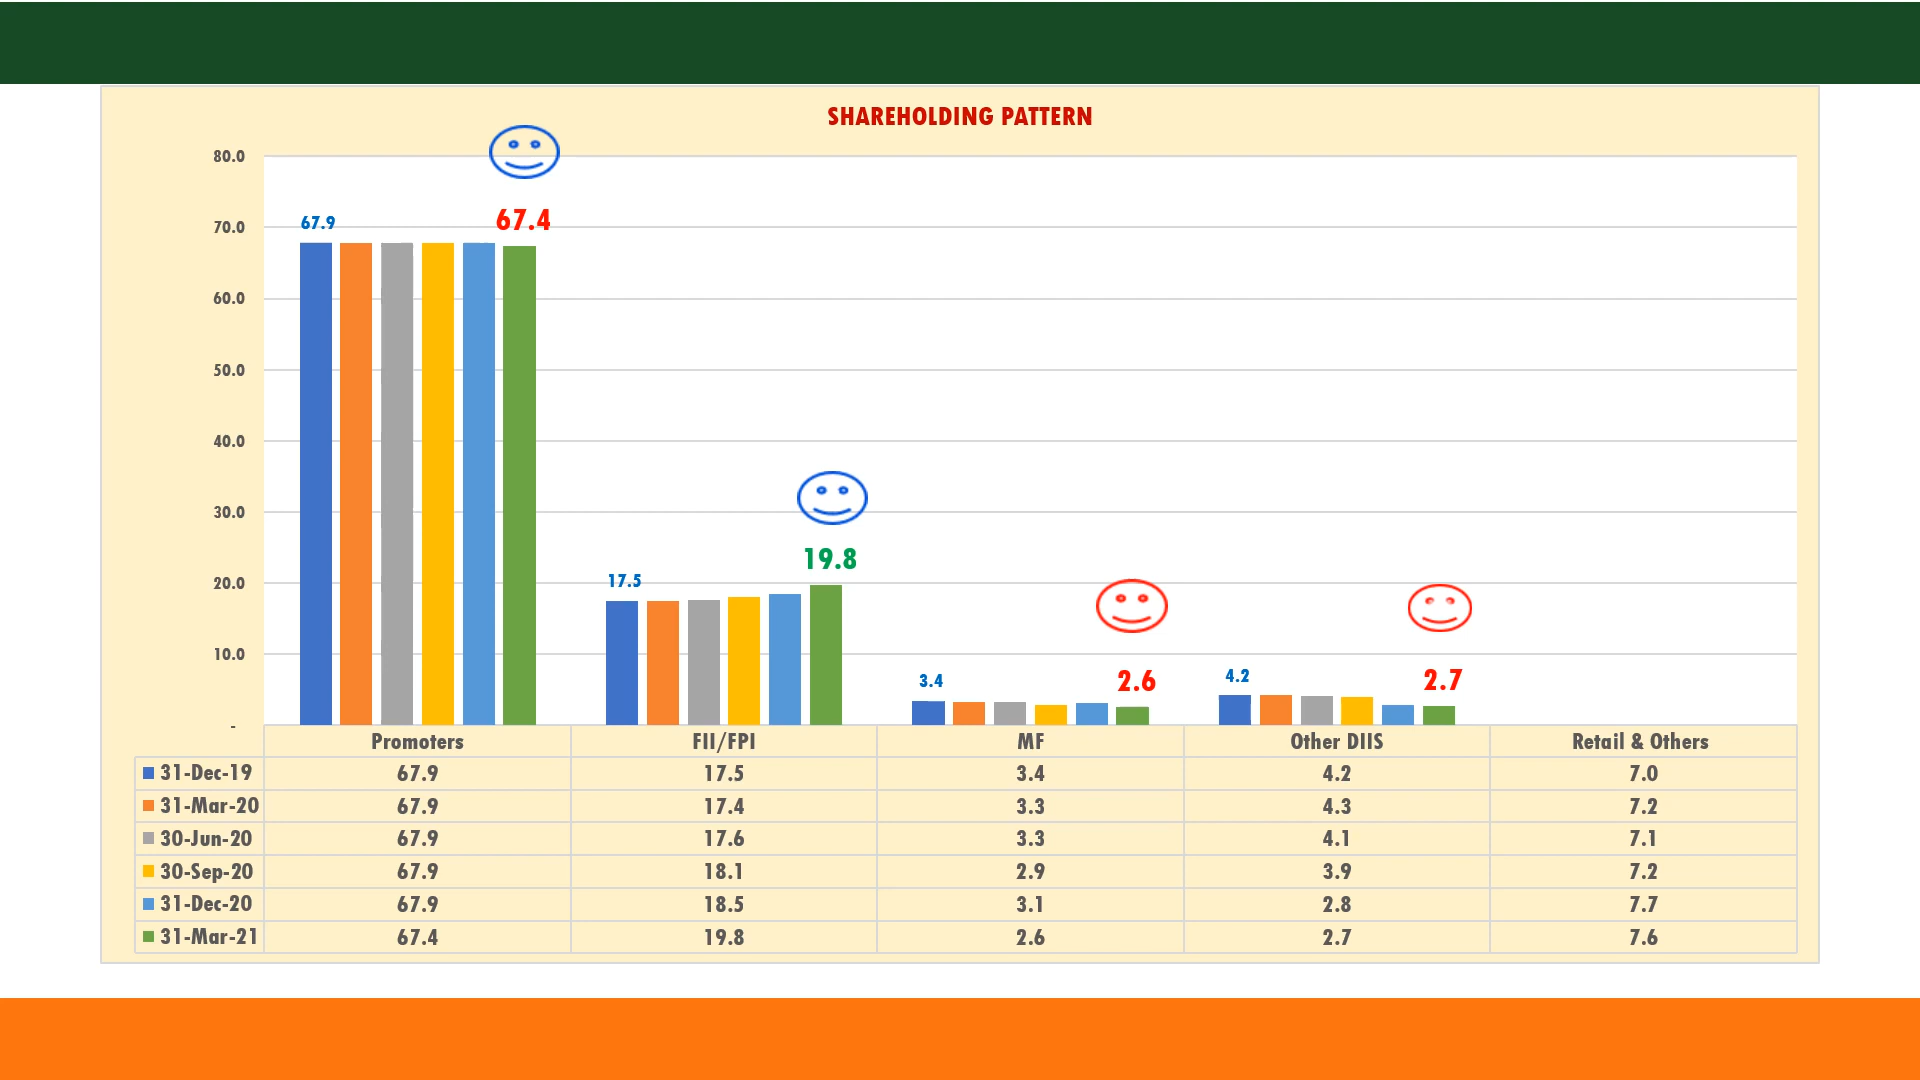 SHAREHOLDING PATTERN
80.0
70.0
60.0
50.0
40.0
30.0
20.0
10.0
-
67.9
67.4
17.5
19.8
3.4
2.6
4.2
2.7
Promoters FII/FPI MF Other DIIS Retail & Others
31-Dec-19 67.9 17.5 3.4 4.2 7.0
31-Mar-20 67.9 17.4 3.3 4.3 7.2
30-Jun-20 67.9 17.6 3.3 4.1 7.1
30-Sep-20 67.9 18.1 2.9 3.9 7.2
31-Dec-20 67.9 18.5 3.1 2.8 7.7
31-Mar-21 67.4 19.8 2.6 2.7 7.6